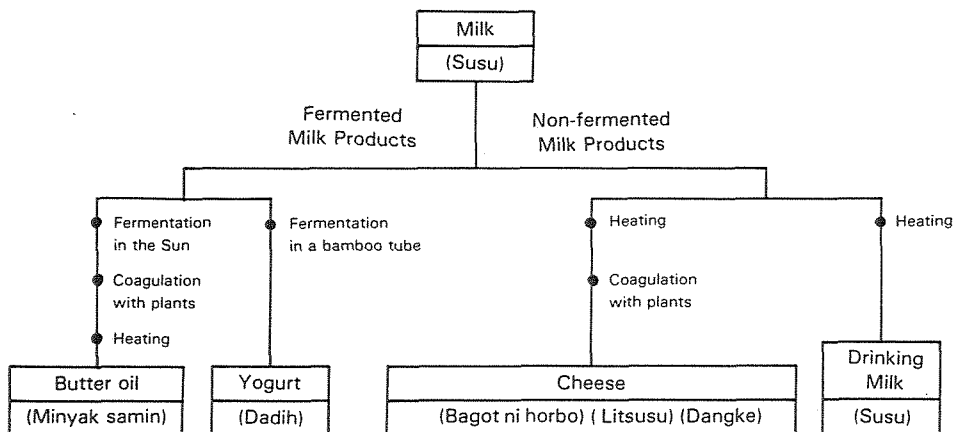 Milk
(Susu)
Fermented
Milk Products
Non-fermented
Milk Products
Fermentation
in the Sun
Coagulation
with plants
Heating
Fermentation
in a bamboo tube
Heating
Coagulation
with plants
Heating
Butter oil
(Minyak samin)
Yogurt
(Dadih)
Cheese
(Bagot ni horbo) (Litsusu) (Dangke)
Drinking
Milk
(Susu)